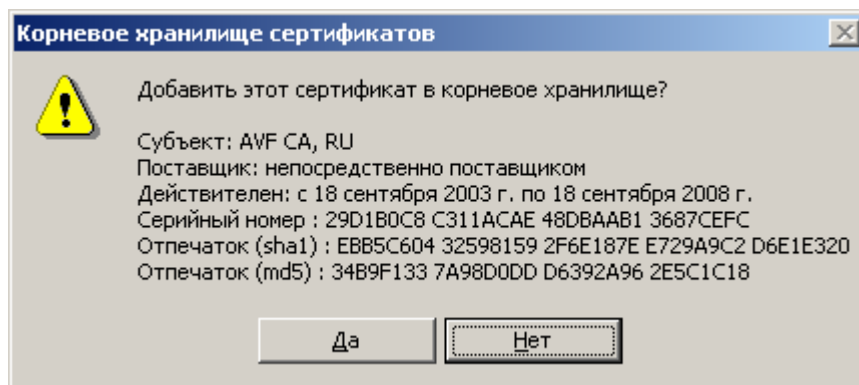 Корневое хранилище сертификатов
Добавить этот сертификат в корневое хранилище?
Субъект: AVF CA, RU
Поставщик: непосредственно поставщиком
Действителен: с 18 сентября 2003 г. по 18 сентября 2008 г.
Серийный номер : 29D1B0C8 C311ACAE 48DBAAB1 3687CEFC
Отпечаток (sha1) : EBB5C604 32598159 2F6E187E E729A9C2 D6E1E320
Отпечаток (md5) : 34B9F133 7A98D0DD D6392A96 2E5C1C18
Да
Нет